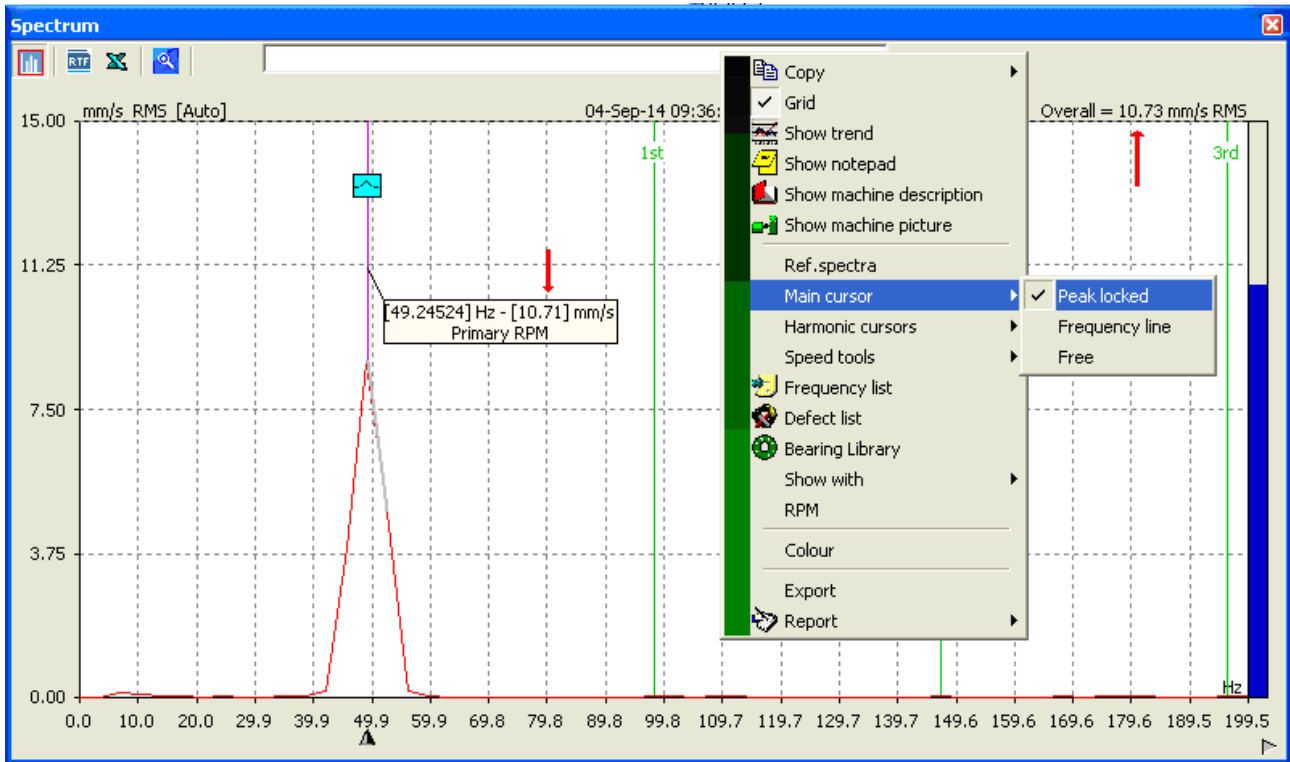 Spectrum
RTF
mm/s RMS [Auto]
04-Sep-14 09:36:
Overall = 10.73 mm/s RMS
15.00
11.25
7.50
3.75
0.00
1st
3rd
[49.24524] Hz - [10.71] mm/s
Primary RPM
Copy
Grid
Show trend
Show notepad
Show machine description
Show machine picture
Ref.spectra
Main cursor
Harmonic cursors
Speed tools
Frequency list
Defect list
Bearing Library
Show with
RPM
Colour
Export
Report
Peak locked
Frequency line
Free
Hz
0.0 10.0 20.0 29.9 39.9 49.9 59.9 69.8 79.8 89.8 99.8 109.7 119.7 129.7 139.7 149.6 159.6 169.6 179.6 189.5 199.5